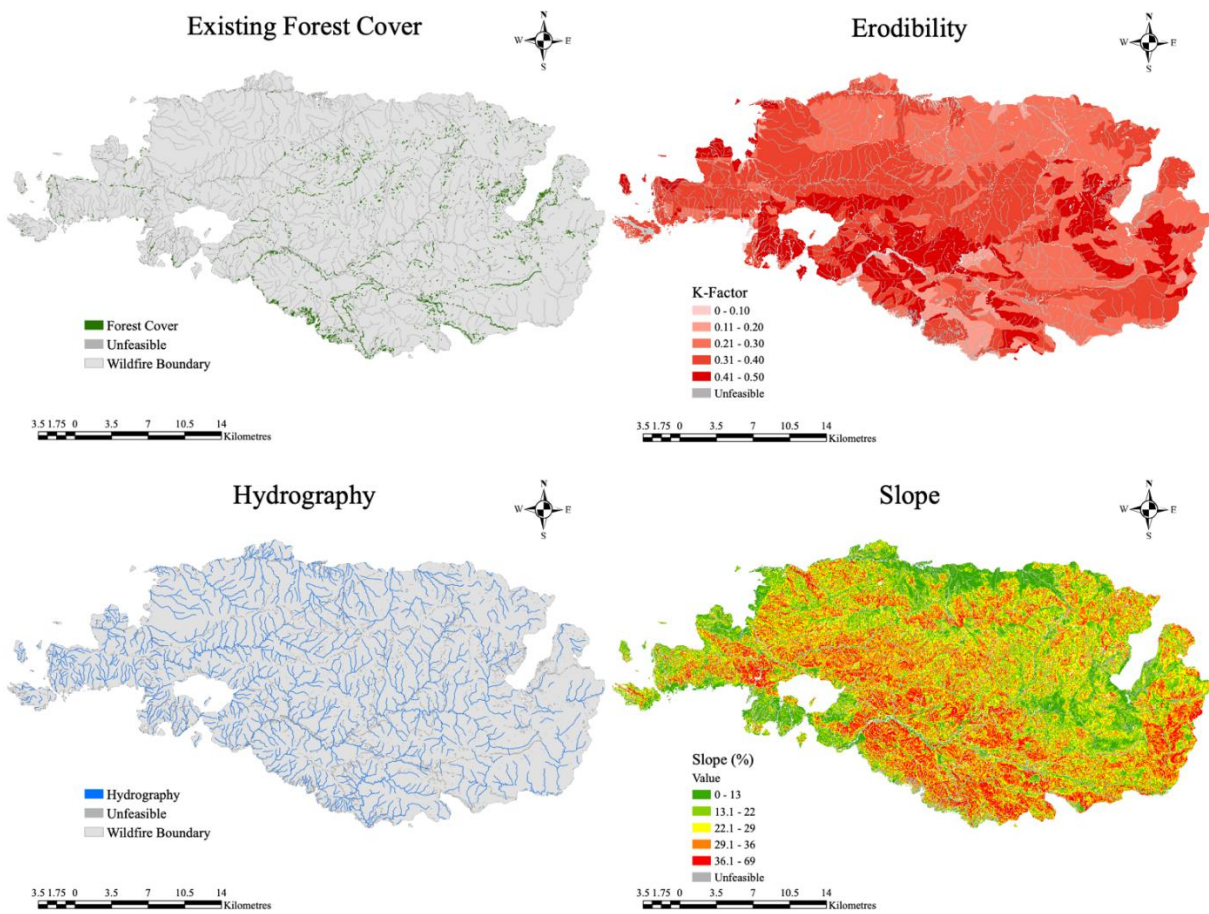 Existing Forest Cover
N
W E
S
Forest Cover
Unfeasible
Wildfire Boundary
3.5 1.75 0 3.5 7 10.5 14
Kilometres
Erodibility
N
W E
S
K-Factor
0 - 0.10
0.11 - 0.20
0.21 - 0.30
0.31 - 0.40
0.41 - 0.50
Unfeasible
3.5 1.75 0 3.5 7 10.5 14
Kilometres
Hydrography
N
W E
S
Hydrography
Unfeasible
Wildfire Boundary
3.5 1.75 0 3.5 7 10.5 14
Kilometres
Slope
N
W E
S
Slope (%)
Value
0 - 13
13.1 - 22
22.1 - 29
29.1 - 36
36.1 - 69
Unfeasible
3.5 1.75 0 3.5 7 10.5 14
Kilometres